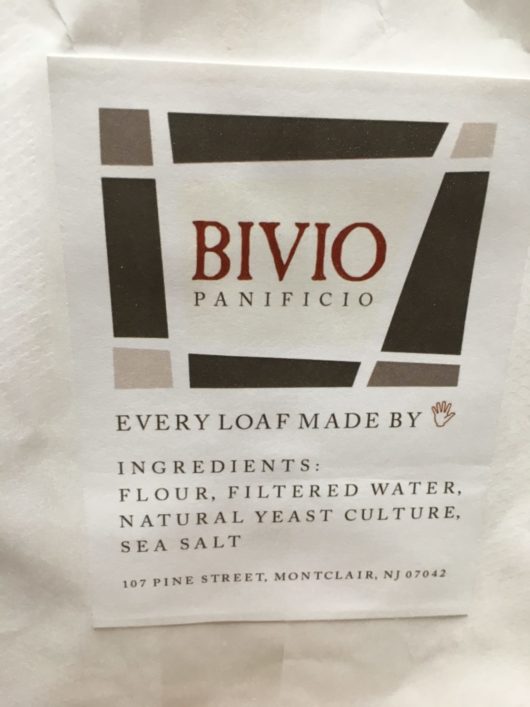 BIVIO
PANIFICIO
EVERY LOAF MADE BY
INGREDIENTS:
FLOUR, FILTERED WATER,
NATURAL YEAST CULTURE,
SEA SALT
107 PINE STREET, MONTCLAIR, NJ 07042